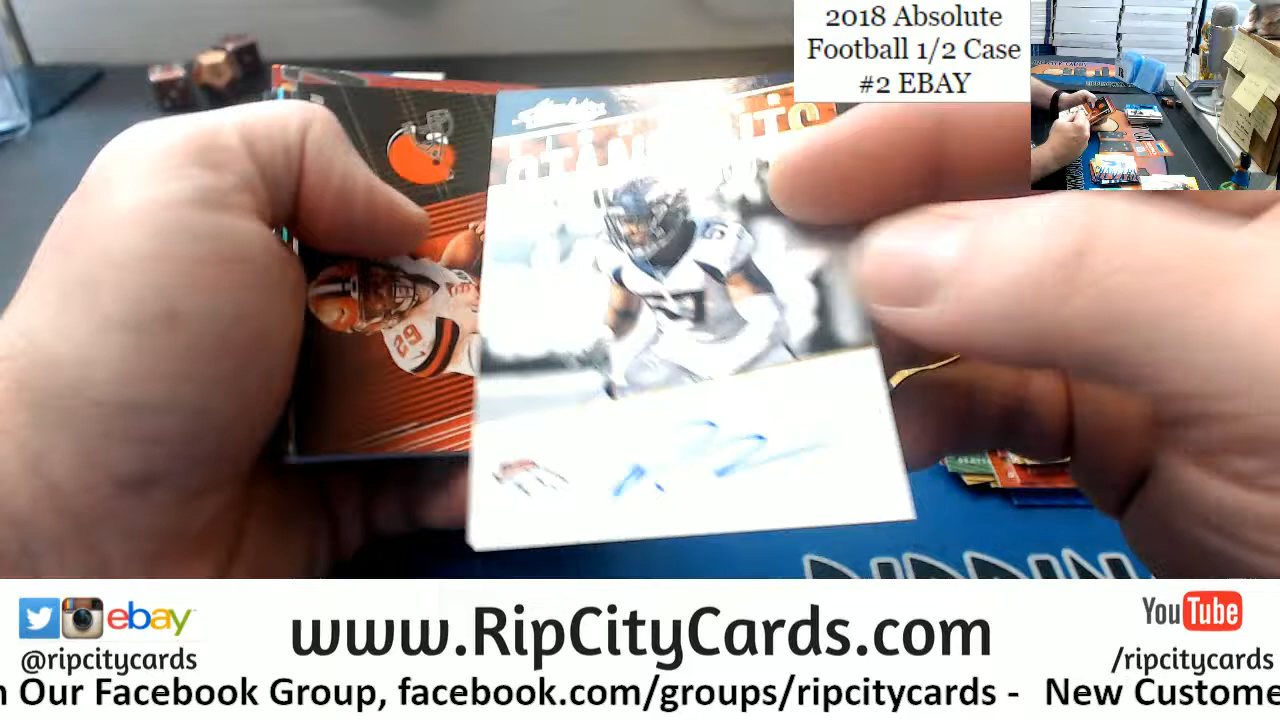 2018 Absolute
Football 1/2 Case
#2 EBAY
62
ebay
@ripcitycards
www.RipCityCards.com
YouTube
/ripcitycards
n Our Facebook Group, facebook.com/groups/ripcitycards - New Custome